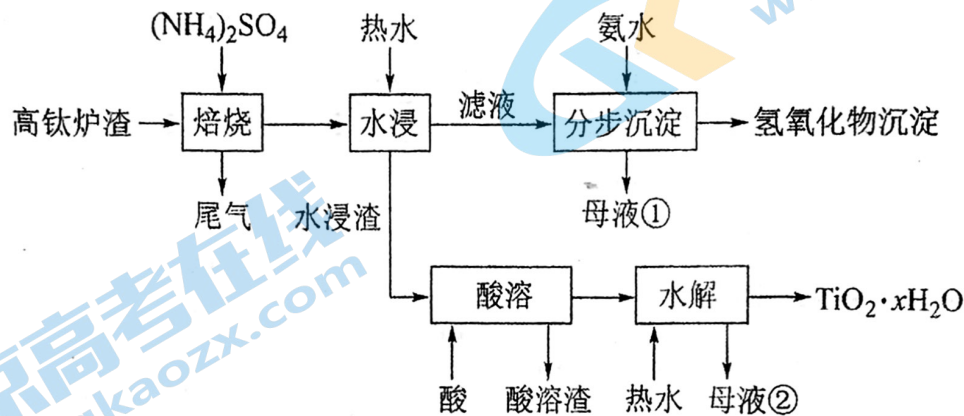 (NH4)2SO4 热水 氨水
高钛炉渣 焙烧 水浸 滤液 分步沉淀 氢氧化物沉淀
尾气 水浸渣 母液①
酸溶 水解 TiO2·xH2O
酸 酸溶渣 热水 母液②
高考在线
kaozx.com